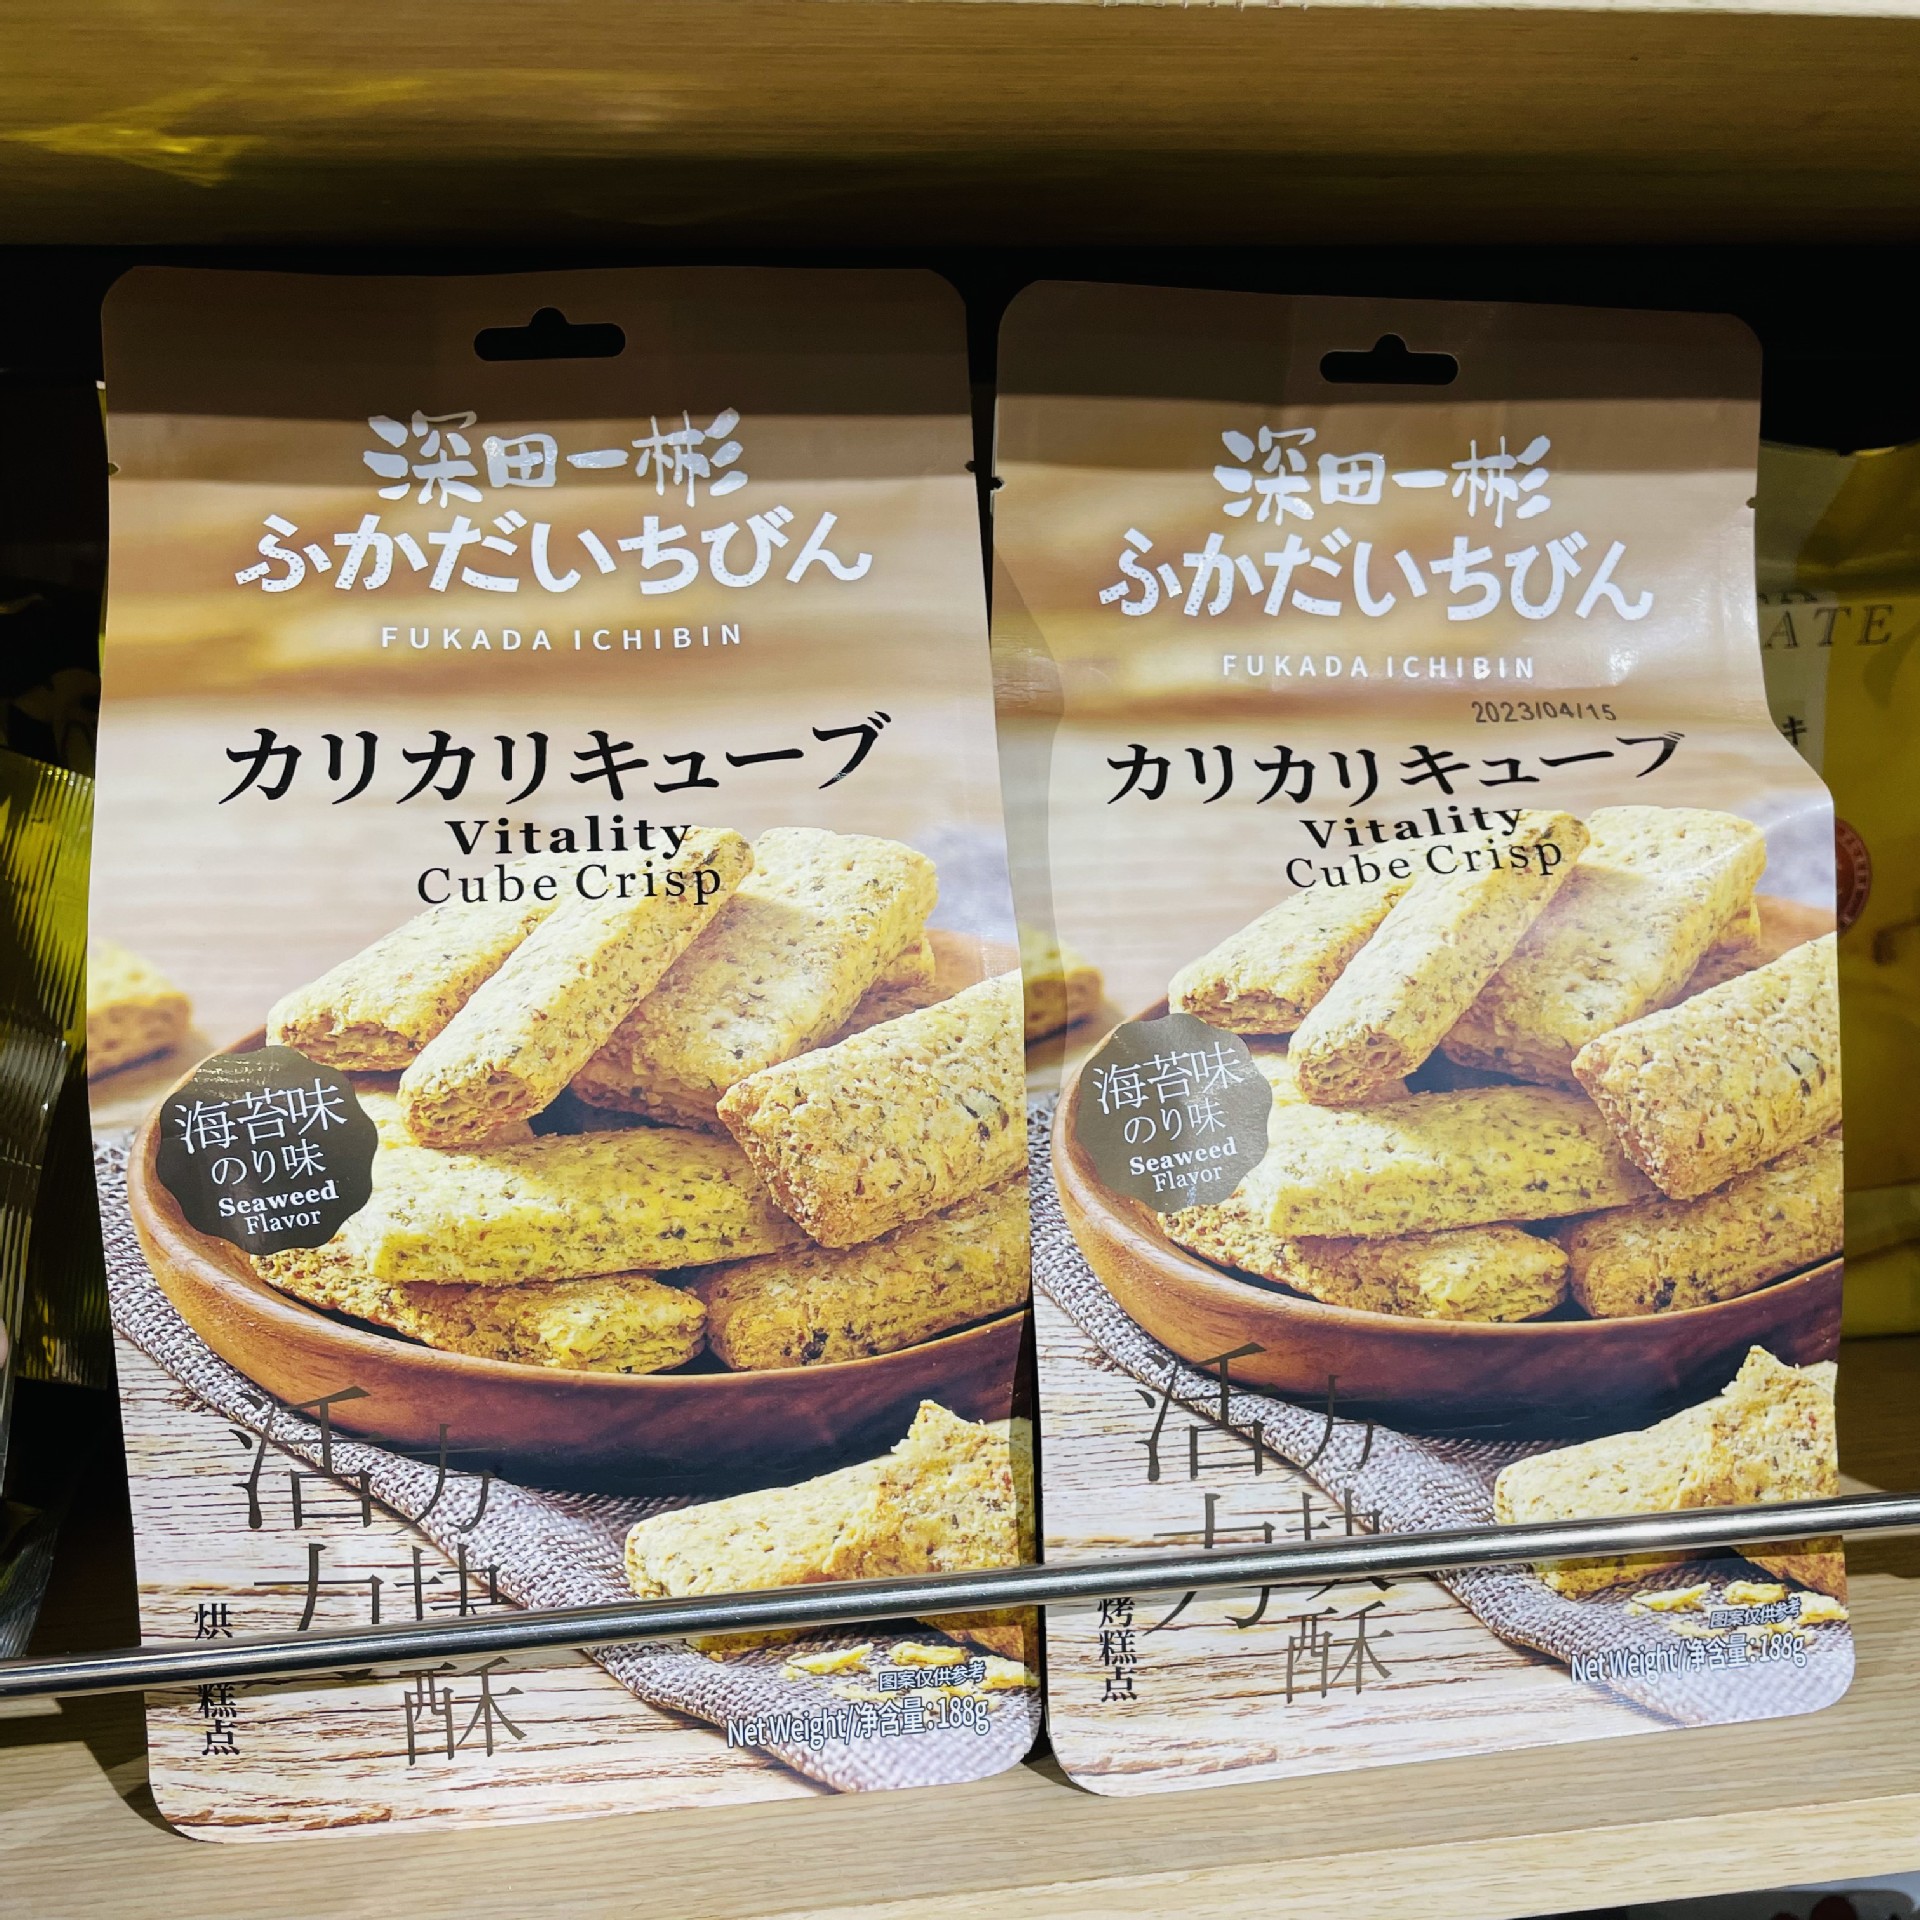 深田一彬
ふかだいちびん
FUKADA ICHIBIN
カリカリキューブ
Vitality
Cube Crisp
海苔味
のり味
Seaweed
Flavor
活力
力块
酥
烘
糕点
图案仅供参考
Net Weight/净含量:188g
深田一彬
ふかだいちびん
FUKADA ICHIBIN
2023/04/15
カリカリキューブ
Vitality
Cube Crisp
海苔味
のり味
Seaweed
Flavor
活力
方块
酥
烤糕点
图案仅供参考
Net Weight/净含量:188g
ATE
キ